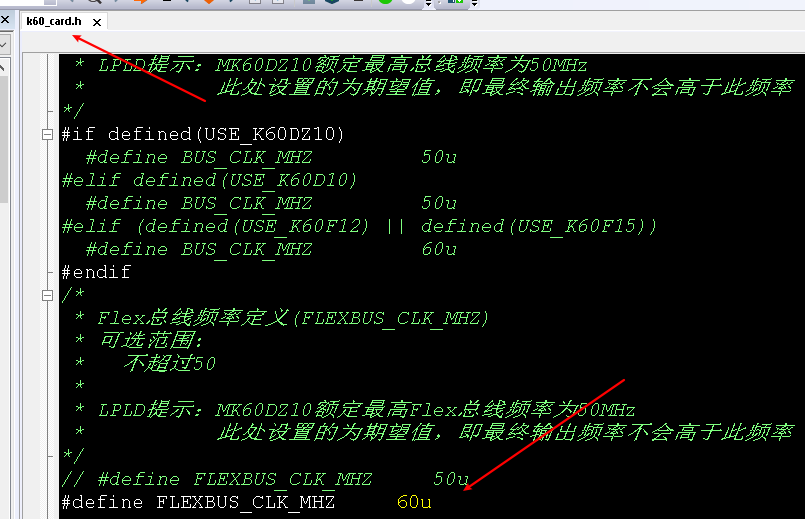 k60_card.h
* LPLD提示：MK60DZ10额定最高总线频率为50MHz
* 此处设置的为期望值，即最终输出频率不会高于此频率
*/
#if defined(USE_K60DZ10)
#define BUS_CLK_MHZ 50u
#elif defined(USE_K60D10)
#define BUS_CLK_MHZ 50u
#elif (defined(USE_K60F12) || defined(USE_K60F15))
#define BUS_CLK_MHZ 60u
#endif
/*
* Flex总线频率定义(FLEXBUS_CLK_MHZ)
* 可选范围：
* 不超过50
*
* LPLD提示：MK60DZ10额定最高Flex总线频率为50MHz
* 此处设置的为期望值，即最终输出频率不会高于此频率
*/
// #define FLEXBUS_CLK_MHZ 50u
#define FLEXBUS_CLK_MHZ 60u